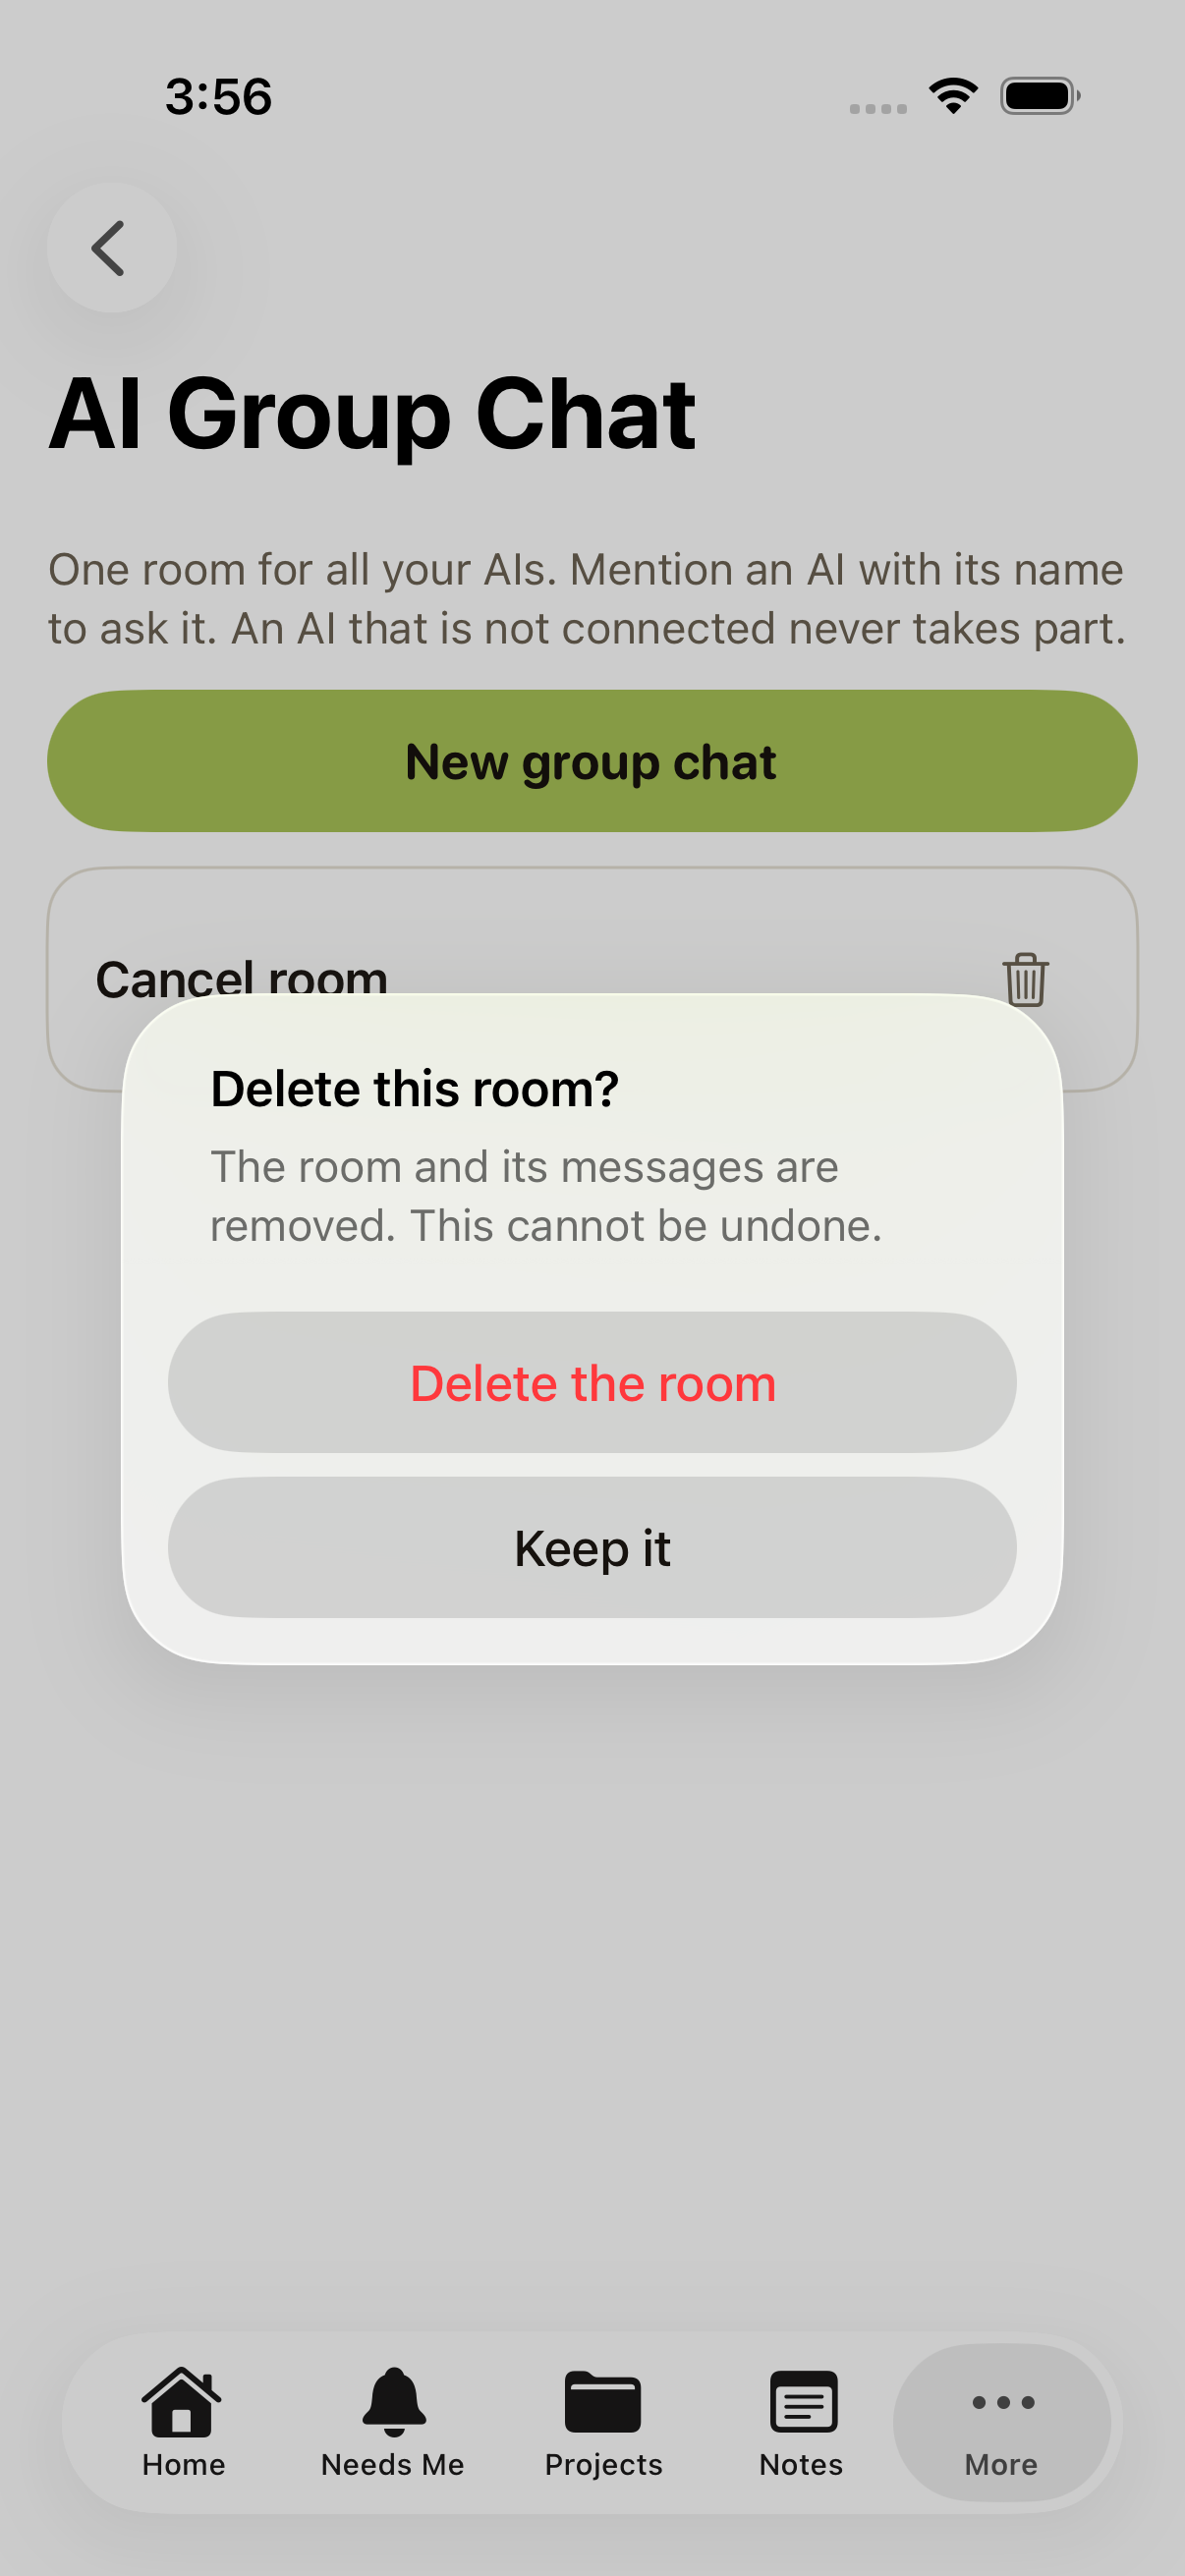 3:56
AI Group Chat
One room for all your AIs. Mention an AI with its name
to ask it. An AI that is not connected never takes part.
New group chat
Cancel room
Delete this room?
The room and its messages are
removed. This cannot be undone.
Delete the room
Keep it
Home
Needs Me
Projects
Notes
More